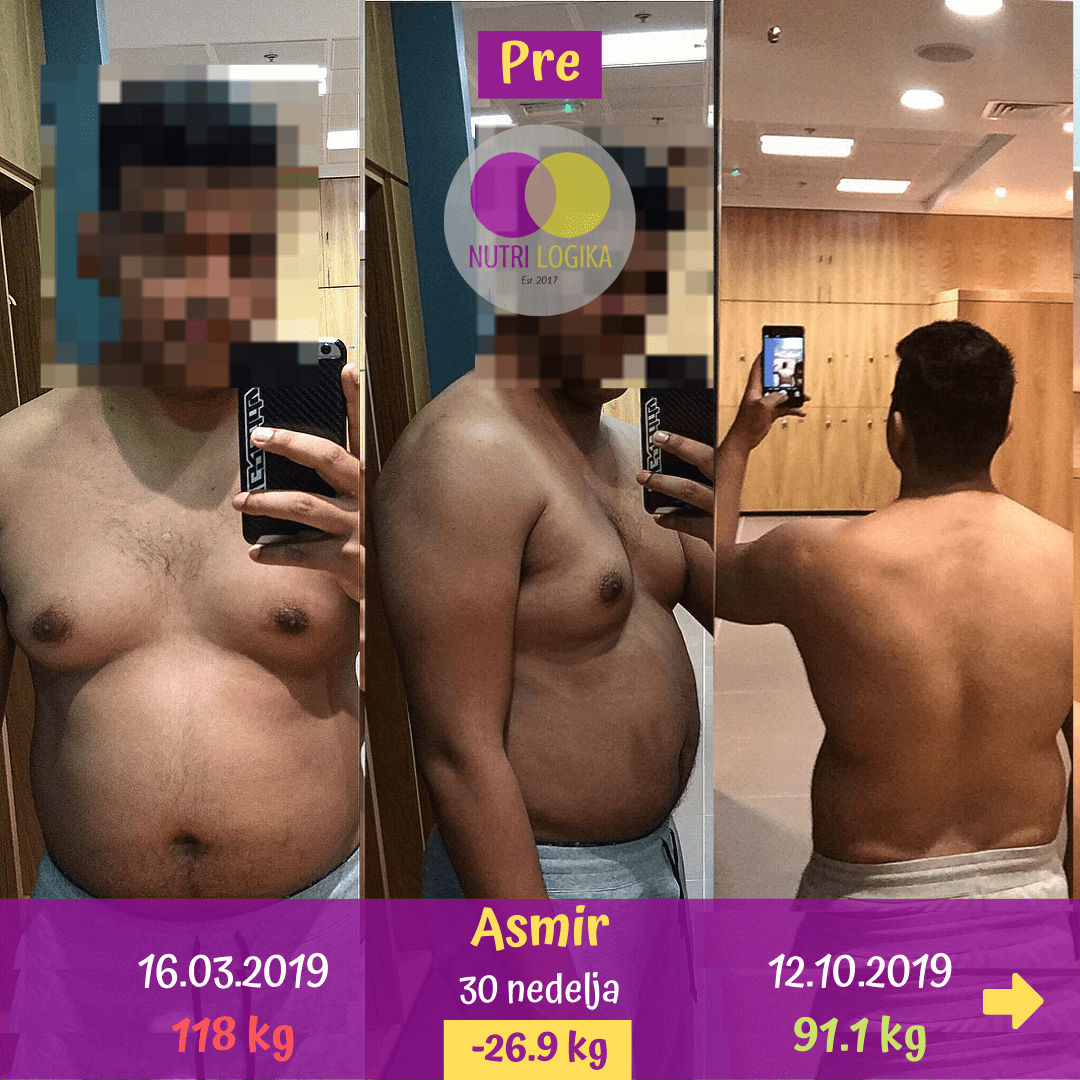 Pre
NUTRI LOGIKA
Est. 2017
Asmir
16.03.2019
30 nedelja
12.10.2019
118 kg
-26.9 kg
91.1 kg